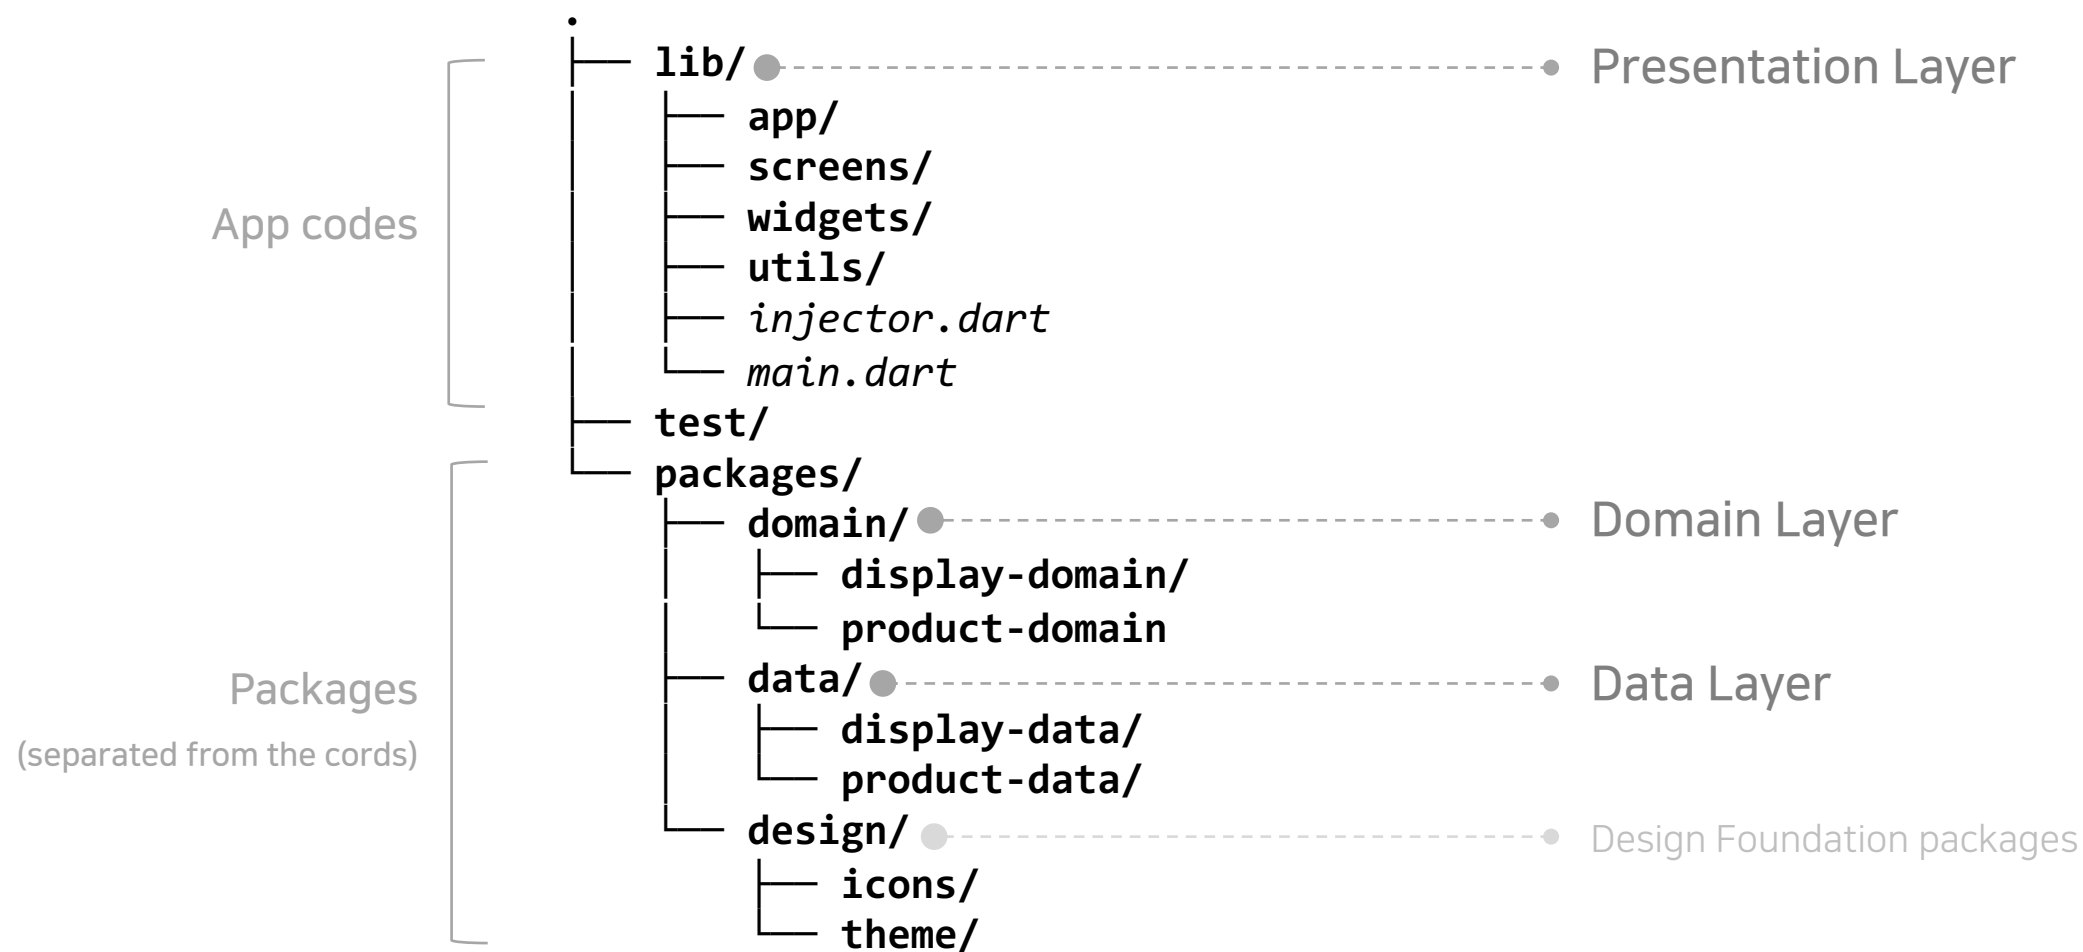 .
├── lib/ Presentation Layer
│   ├── app/
│   ├── screens/
│   ├── widgets/
App codes
│   ├── utils/
│   ├── injector.dart
│   └── main.dart
├── test/
└── packages/
    ├── domain/ Domain Layer
    │   ├── display-domain/
    │   └── product-domain
    ├── data/ Data Layer
Packages
    │   ├── display-data/
(separated from the cords)
    │   └── product-data/
    └── design/ Design Foundation packages
        ├── icons/
        └── theme/